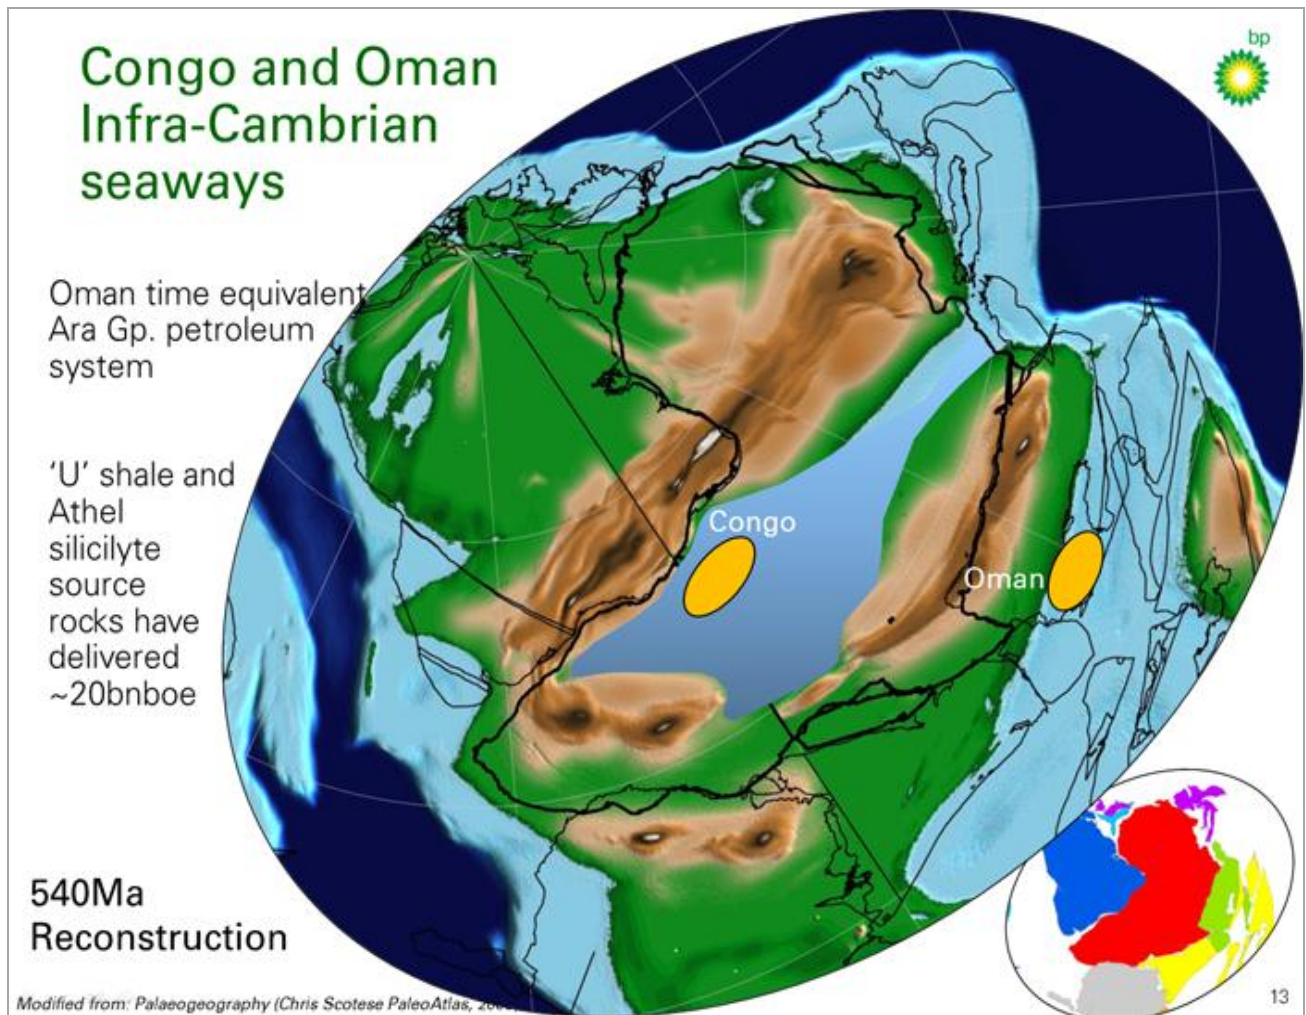 bp
Congo and Oman
Infra-Cambrian
seaways
Oman time equivalent
Ara Gp. petroleum
system
'U' shale and
Athel
silicilyte
source
rocks have
delivered
~20bnboe
Congo
Oman
540Ma
Reconstruction
Modified from: Palaeogeography (Chris Scotese PaleoAtlas,
13